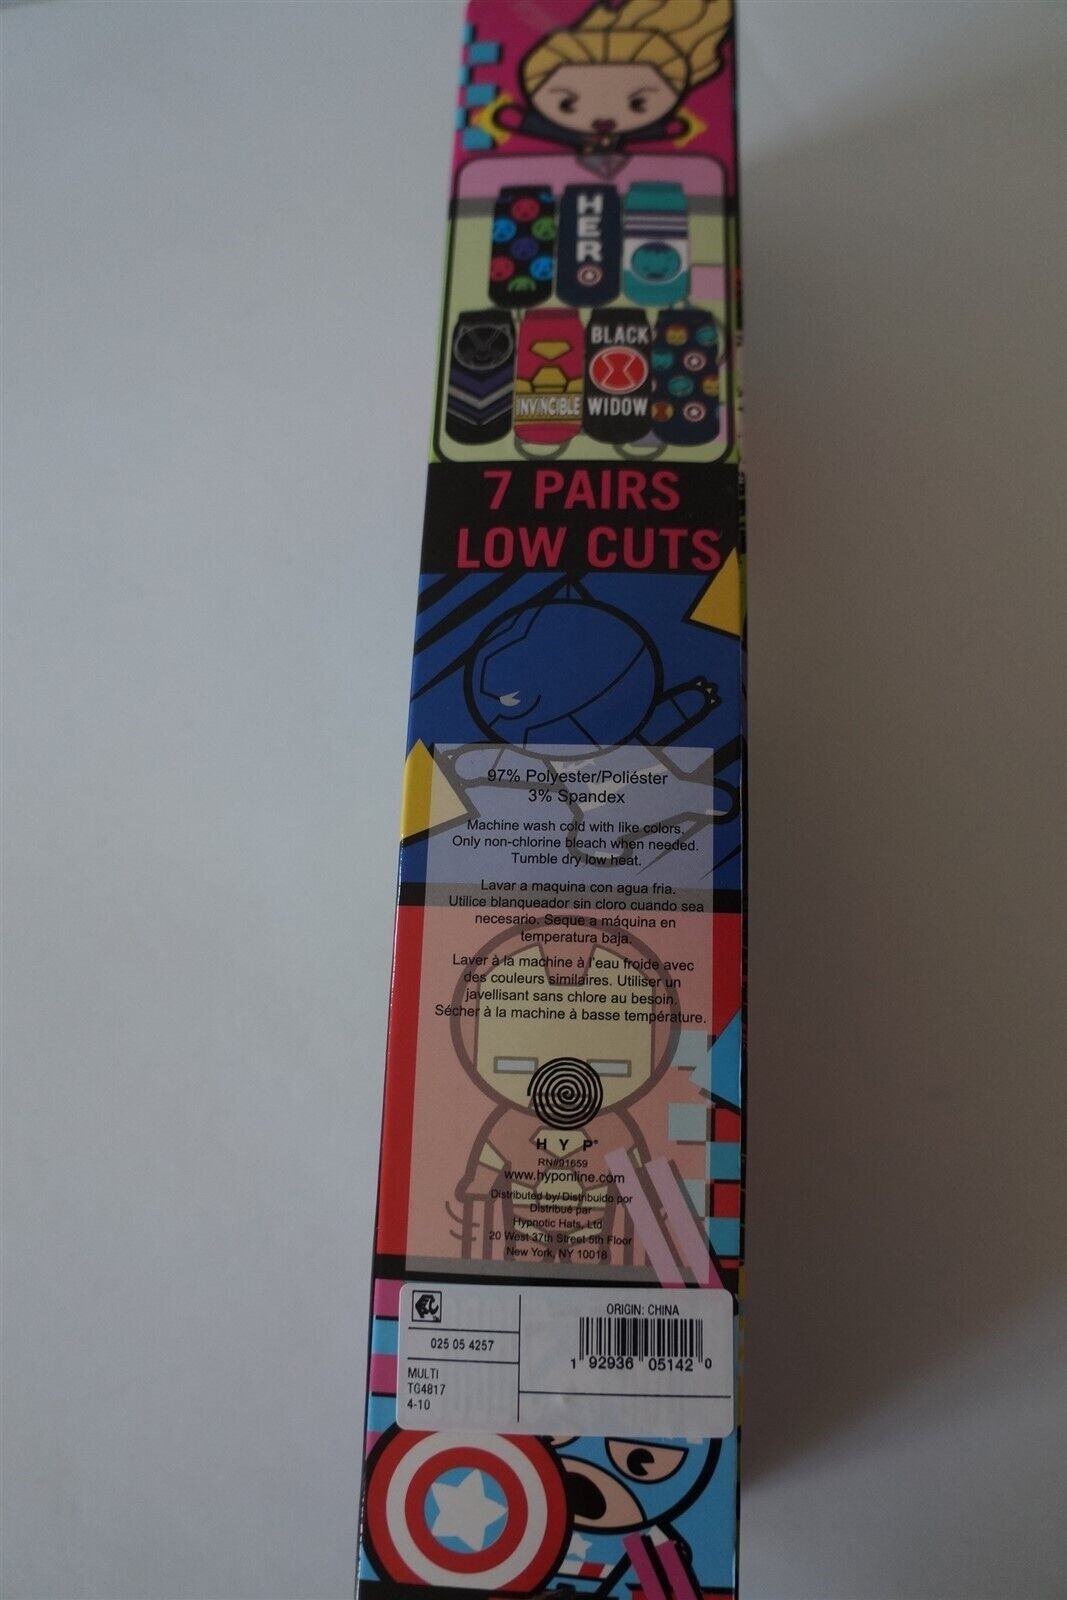 HERO
BLACK
WIDOW
INVINCIBLE
7 PAIRS
LOW CUTS
97% Polyester/Poliéster
3% Spandex
Machine wash cold with like colors.
Only non-chlorine bleach when needed.
Tumble dry low heat.
Lavar a maquina con agua fria.
Utilice blanqueador sin cloro cuando sea
necesario. Seque a máquina en
temperatura baja.
Laver à la machine à l'eau froide avec
des couleurs similaires. Utiliser un
javellisant sans chlore au besoin.
Sécher à la machine à basse température.
HYP®
RN#91659
www.hyponline.com
Distributed by/ Distribuido por
Distribué par
Hypnotic Hats, Ltd
20 West 37th Street 5th Floor
New York, NY 10018
025 05 4257
MULTI
TG4817
4-10
ORIGIN: CHINA
1 92936 05142 0